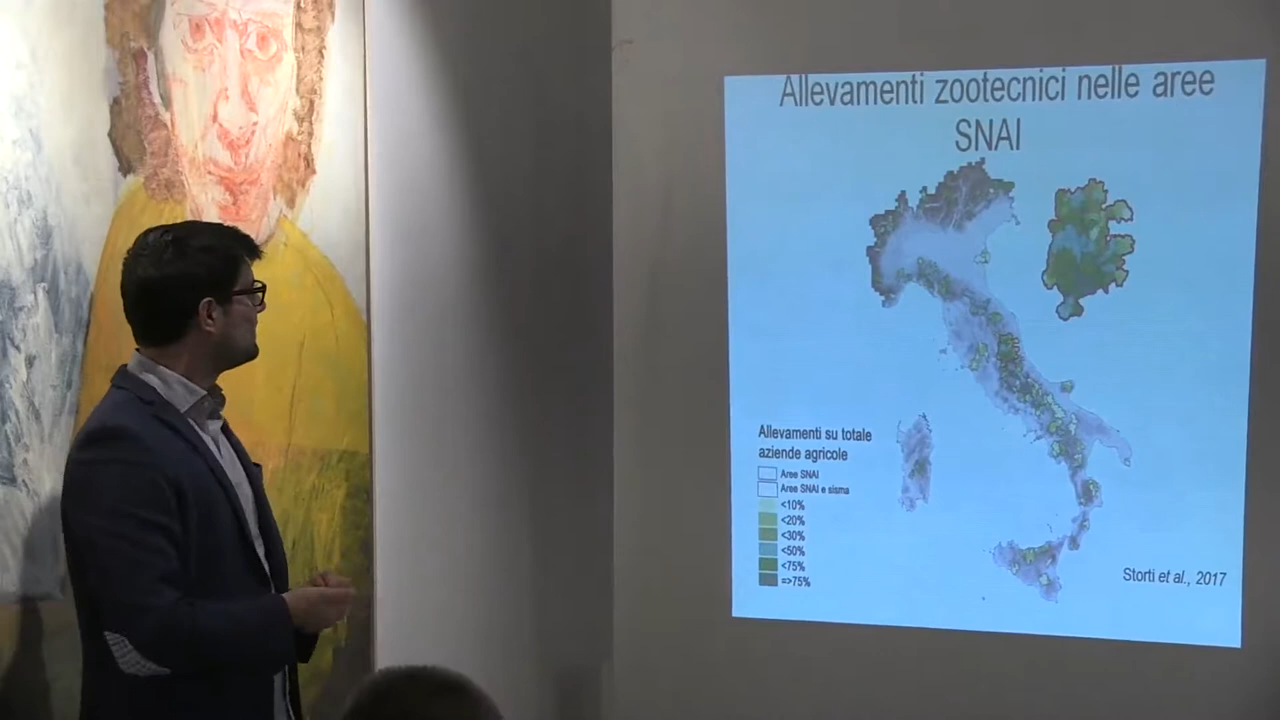 Allevamenti zootecnici nelle aree
SNAI
Allevamenti su totale
aziende agricole
Aree SNAI
Aree SNAI e sisma
<10%
<20%
<30%
<50%
<75%
=>75%
Storti et al., 2017